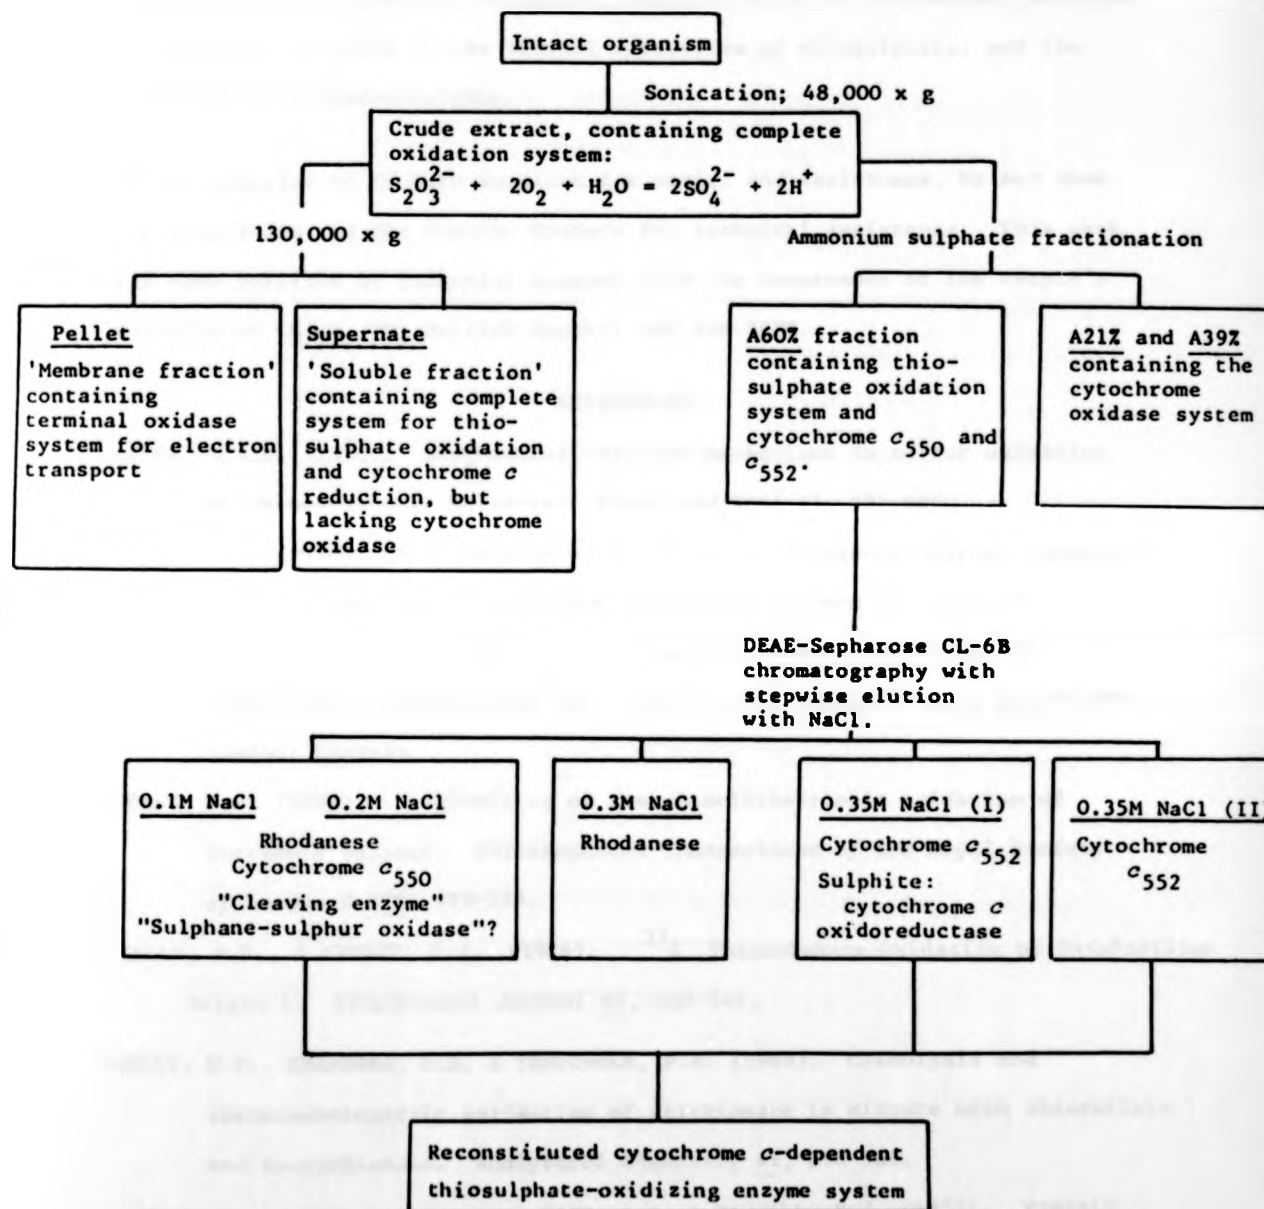 Intact organism
Sonication; 48,000 x g
Crude extract, containing complete
oxidation system:
S₂O₃²⁻ + 2O₂ + H₂O = 2SO₄²⁻ + 2H⁺
130,000 x g
Ammonium sulphate fractionation
Pellet
'Membrane fraction'
containing
terminal oxidase
system for electron
transport
Supernate
'Soluble fraction'
containing complete
system for thio-
sulphate oxidation
and cytochrome c
reduction, but
lacking cytochrome
oxidase
A60% fraction
containing thio-
sulphate oxidation
system and
cytochrome c₅₅₀ and
c₅₅₂.
A21% and A39%
containing the
cytochrome
oxidase system
DEAE-Sepharose CL-6B
chromatography with
stepwise elution
with NaCl.
0.1M NaCl 0.2M NaCl
Rhodanese
Cytochrome c₅₅₀
"Cleaving enzyme"
"Sulphane-sulphur oxidase"?
0.3M NaCl
Rhodanese
0.35M NaCl (I)
Cytochrome c₅₅₂
Sulphite:
cytochrome c
oxidoreductase
0.35M NaCl (II)
Cytochrome
c₅₅₂
Reconstituted cytochrome c-dependent
thiosulphate-oxidizing enzyme system